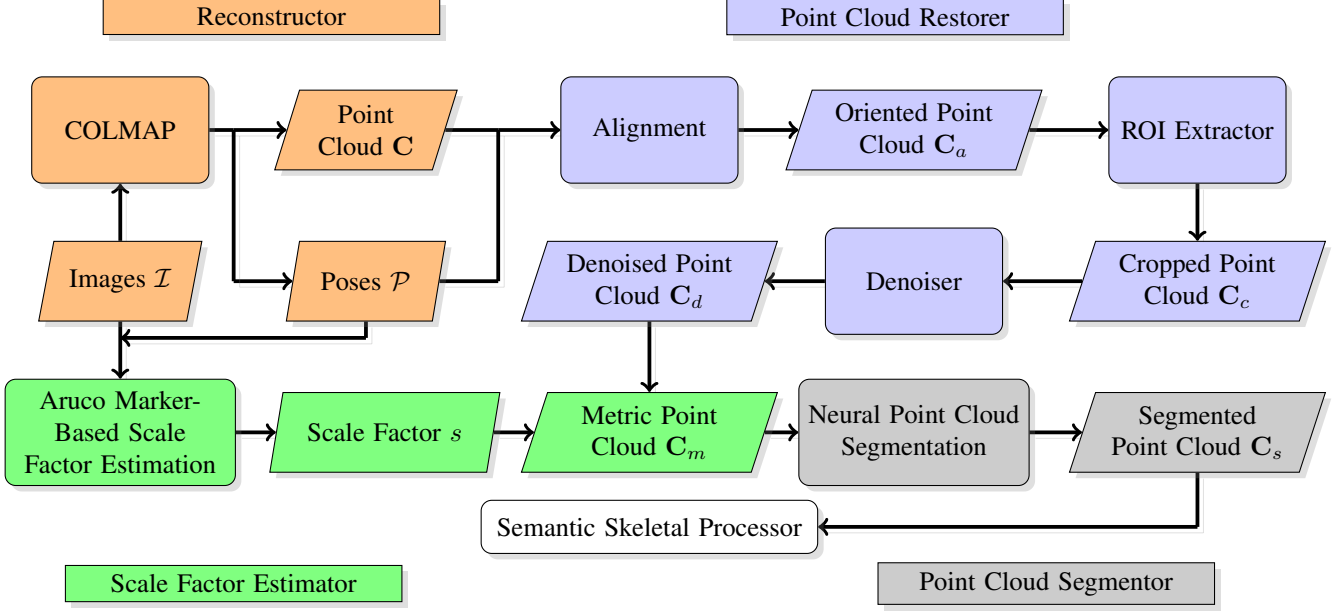 Reconstructor
Point Cloud Restorer
COLMAP
Point
Cloud C
Alignment
Oriented Point
Cloud C_a
ROI Extractor
Images I
Poses P
Denoised Point
Cloud C_d
Denoiser
Cropped Point
Cloud C_c
Aruco Marker-
Based Scale
Factor Estimation
Scale Factor s
Metric Point
Cloud C_m
Neural Point Cloud
Segmentation
Segmented
Point Cloud C_s
Semantic Skeletal Processor
Scale Factor Estimator
Point Cloud Segmentor